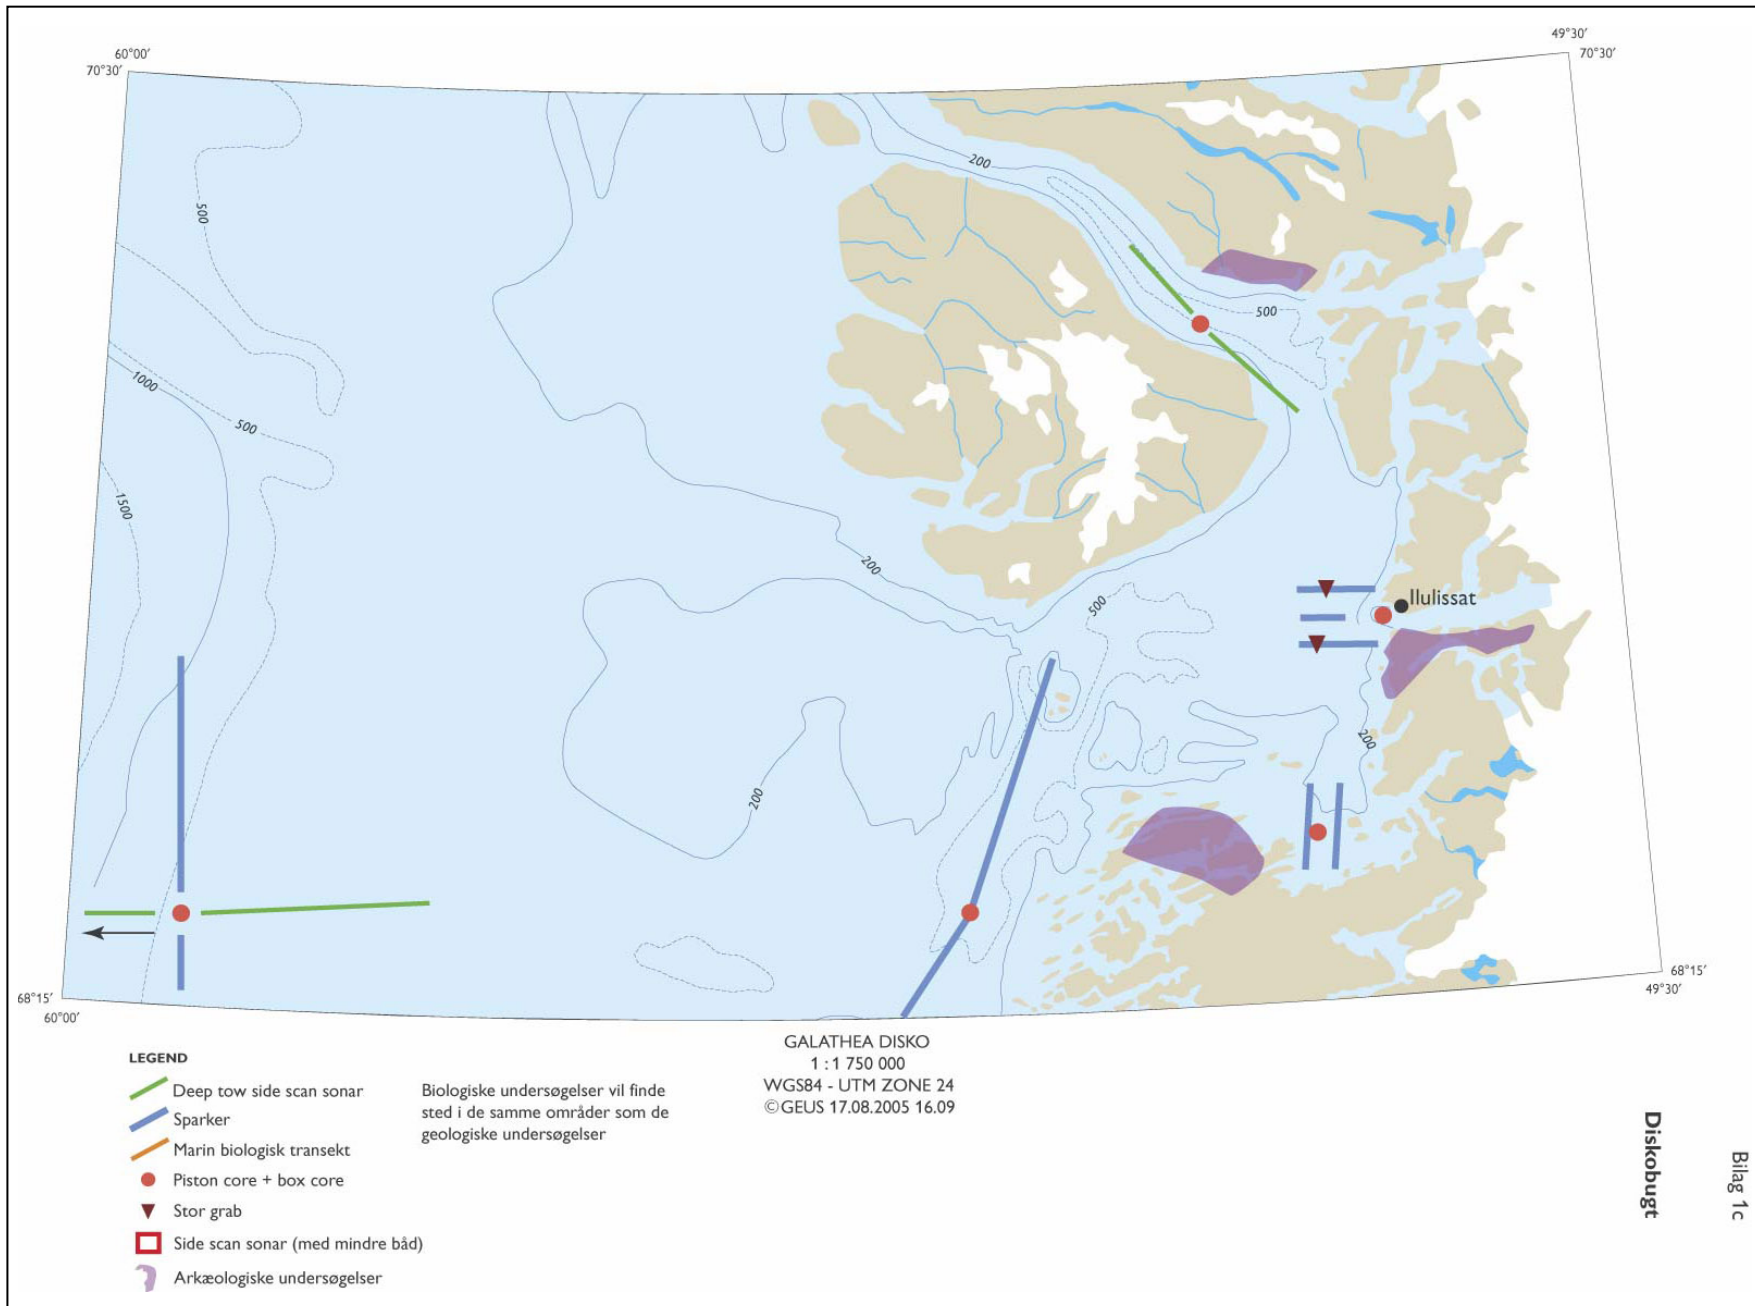 60°00′
70°30′
49°30′
70°30′
200
500
500
1000
500
1500
200
500
Ilulissat
200
200
68°15′
60°00′
68°15′
49°30′
GALATHEA DISKO
1 : 1 750 000
WGS84 - UTM ZONE 24
©GEUS 17.08.2005 16.09
LEGEND
Deep tow side scan sonar
Sparker
Marin biologisk transekt
Piston core + box core
Stor grab
Side scan sonar (med mindre båd)
Arkæologiske undersøgelser
Biologiske undersøgelser vil finde
sted i de samme områder som de
geologiske undersøgelser
Diskobugt
Bilag 1c